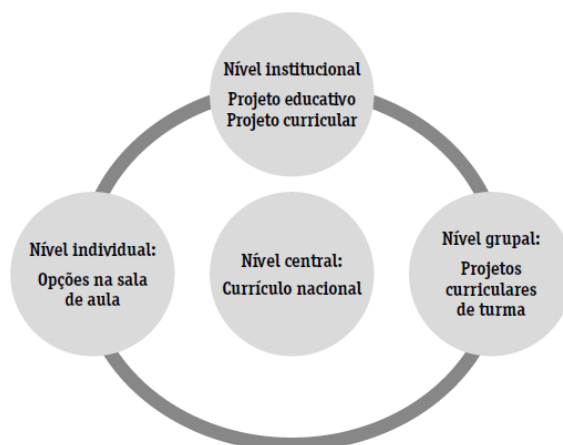 Nível institucional
Projeto educativo
Projeto curricular
Nível individual:
Opções na sala
de aula
Nível central:
Currículo nacional
Nível grupal:
Projetos
curriculares
de turma